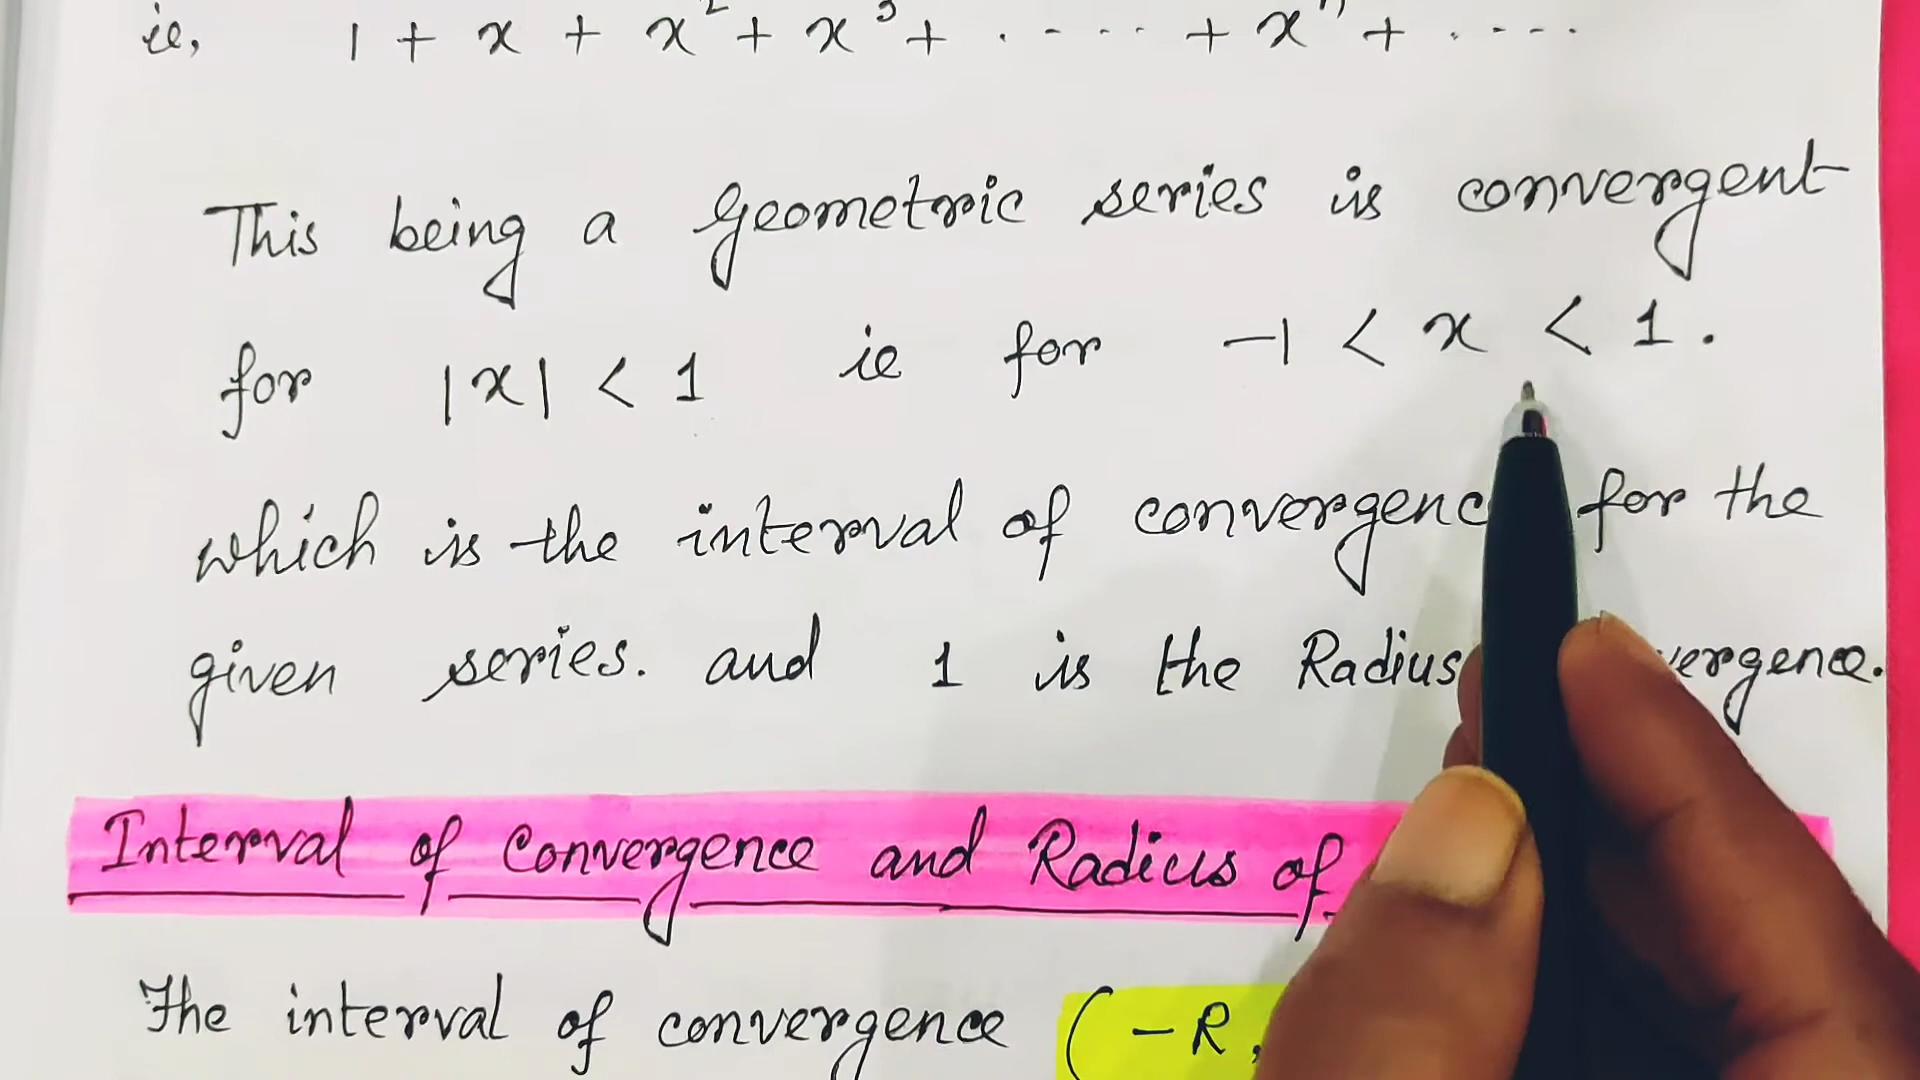 ie, 1 + x + x² + x³ + ..... + xⁿ + .....
This being a Geometric series is convergent
for |x| < 1 ie for -1 < x < 1.
which is the interval of convergenc for the
given series. and 1 is the Radius vergence.
Interval of Convergence and Radius of
The interval of convergence (-R,